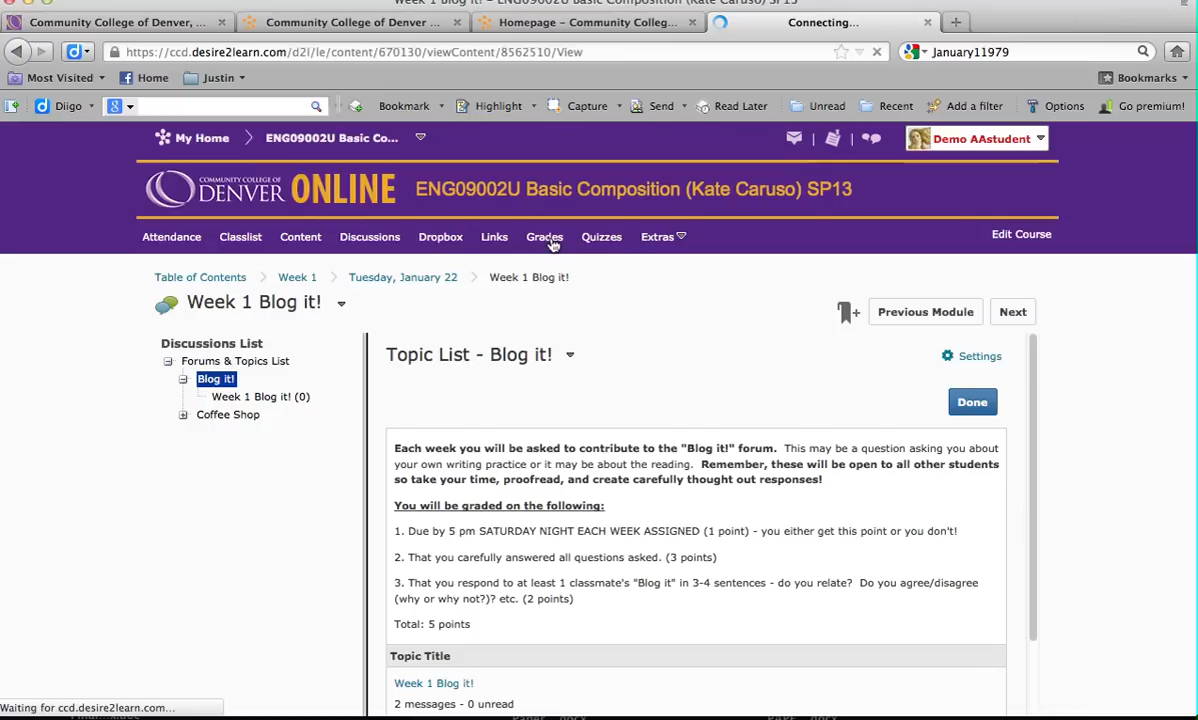 Week 1 Blog it! – ENG09002U Basic Composition (Kate Caruso) SP13
Community College of Denver, ...
Community College of Denver ...
Homepage – Community Colleg...
Connecting...
https://ccd.desire2learn.com/d2l/le/content/670130/viewContent/8562510/View
January11979
Most Visited
Home
Justin
Bookmarks
Diigo
Bookmark
Highlight
Capture
Send
Read Later
Unread
Recent
Add a filter
Options
Go premium!
My Home
ENG09002U Basic Co...
Demo AAstudent
COMMUNITY COLLEGE OF
DENVER ONLINE
ENG09002U Basic Composition (Kate Caruso) SP13
Attendance Classlist Content Discussions Dropbox Links Grades Quizzes Extras
Edit Course
Table of Contents
Week 1
Tuesday, January 22
Week 1 Blog it!
Week 1 Blog it!
Previous Module
Next
Discussions List
Forums & Topics List
Blog it!
Week 1 Blog it! (0)
Coffee Shop
Topic List - Blog it!
Settings
Done
Each week you will be asked to contribute to the "Blog it!" forum. This may be a question asking you about
your own writing practice or it may be about the reading. Remember, these will be open to all other students
so take your time, proofread, and create carefully thought out responses!
You will be graded on the following:
1. Due by 5 pm SATURDAY NIGHT EACH WEEK ASSIGNED (1 point) - you either get this point or you don't!
2. That you carefully answered all questions asked. (3 points)
3. That you respond to at least 1 classmate's "Blog it" in 3-4 sentences - do you relate? Do you agree/disagree
(why or why not?)? etc. (2 points)
Total: 5 points
Topic Title
Week 1 Blog it!
2 messages - 0 unread
Waiting for ccd.desire2learn.com...